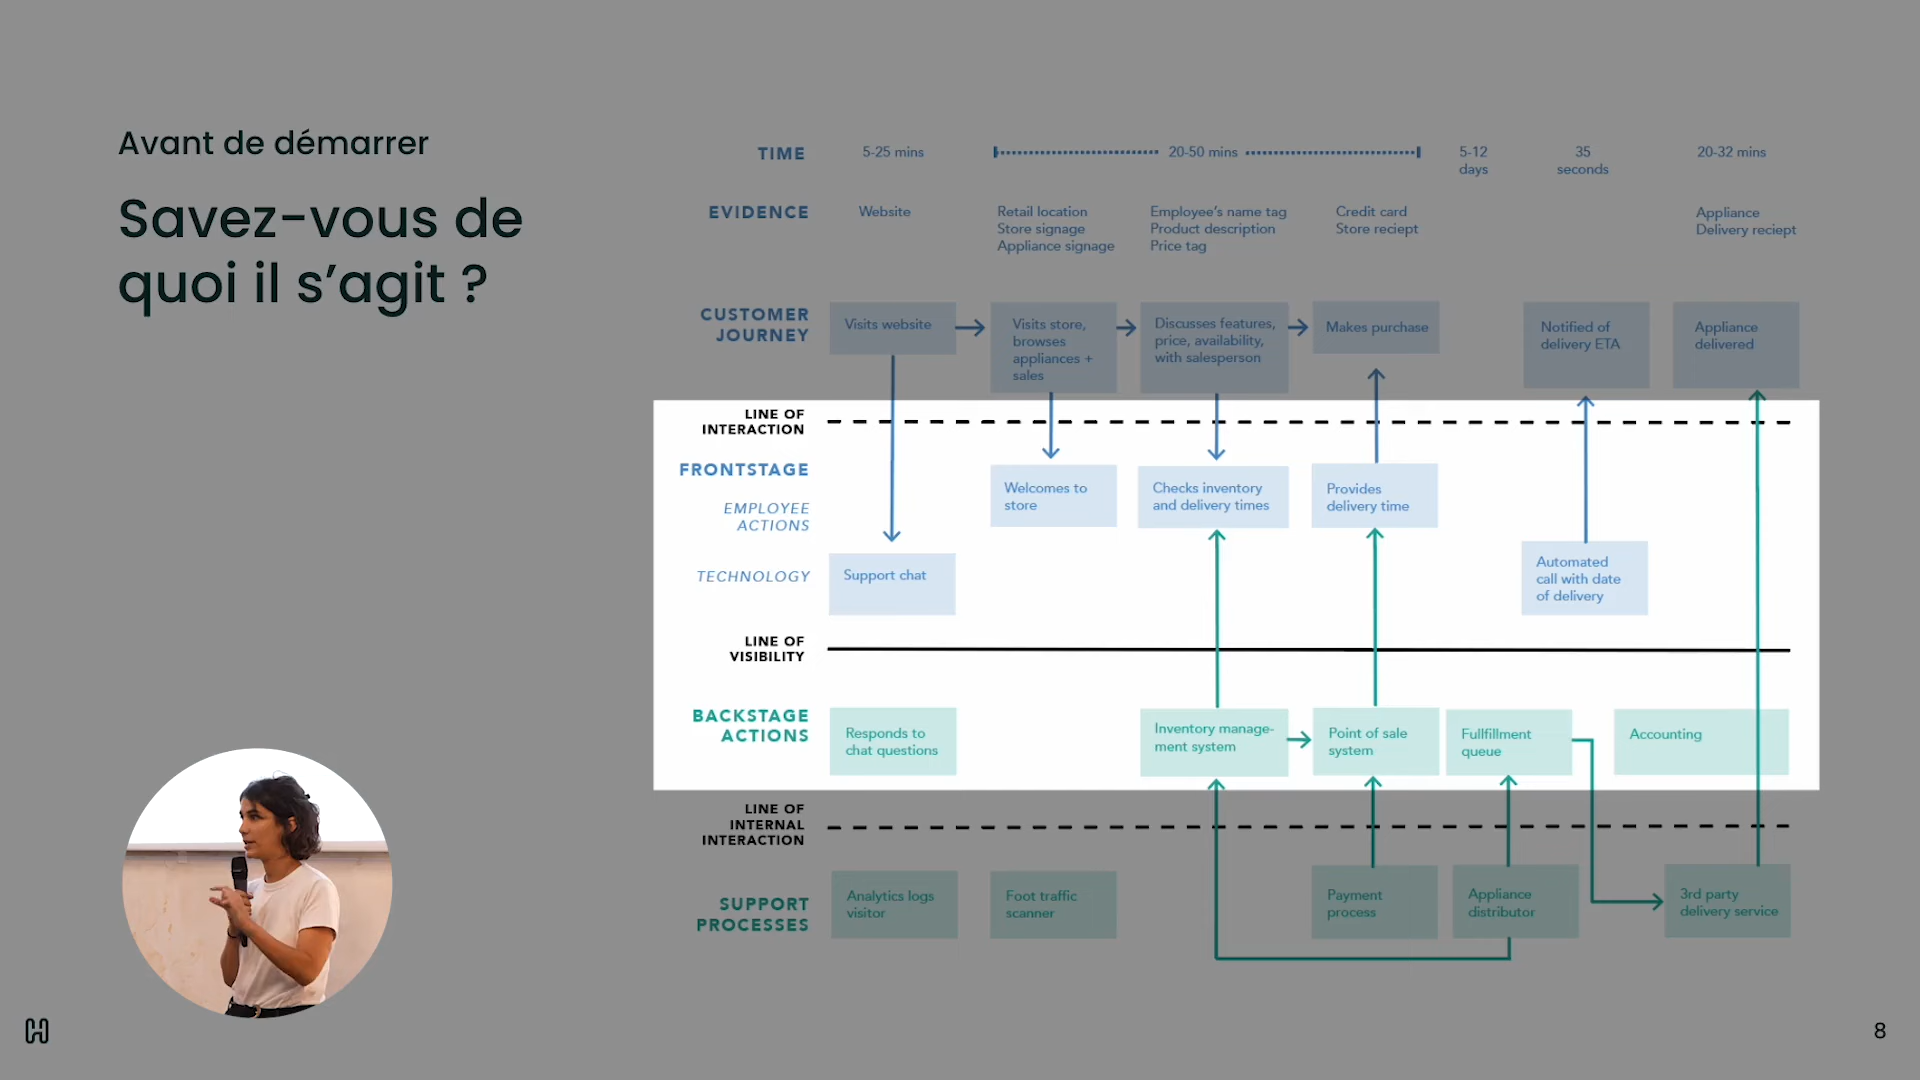 Avant de démarrer
Savez-vous de
quoi il s’agit ?
TIME
5-25 mins
20-50 mins
5-12
days
35
seconds
20-32 mins
EVIDENCE
Website
Retail location
Store signage
Appliance signage
Employee’s name tag
Product description
Price tag
Credit card
Store reciept
Appliance
Delivery reciept
CUSTOMER
JOURNEY
Visits website
Visits store,
browses
appliances +
sales
Discusses features,
price, availability,
with salesperson
Makes purchase
Notified of
delivery ETA
Appliance
delivered
LINE OF
INTERACTION
FRONTSTAGE
EMPLOYEE
ACTIONS
Welcomes to
store
Checks inventory
and delivery times
Provides
delivery time
TECHNOLOGY
Support chat
Automated
call with date
of delivery
LINE OF
VISIBILITY
BACKSTAGE
ACTIONS
Responds to
chat questions
Inventory manage-
ment system
Point of sale
system
Fullfillment
queue
Accounting
LINE OF
INTERNAL
INTERACTION
SUPPORT
PROCESSES
Analytics logs
visitor
Foot traffic
scanner
Payment
process
Appliance
distributor
3rd party
delivery service
8